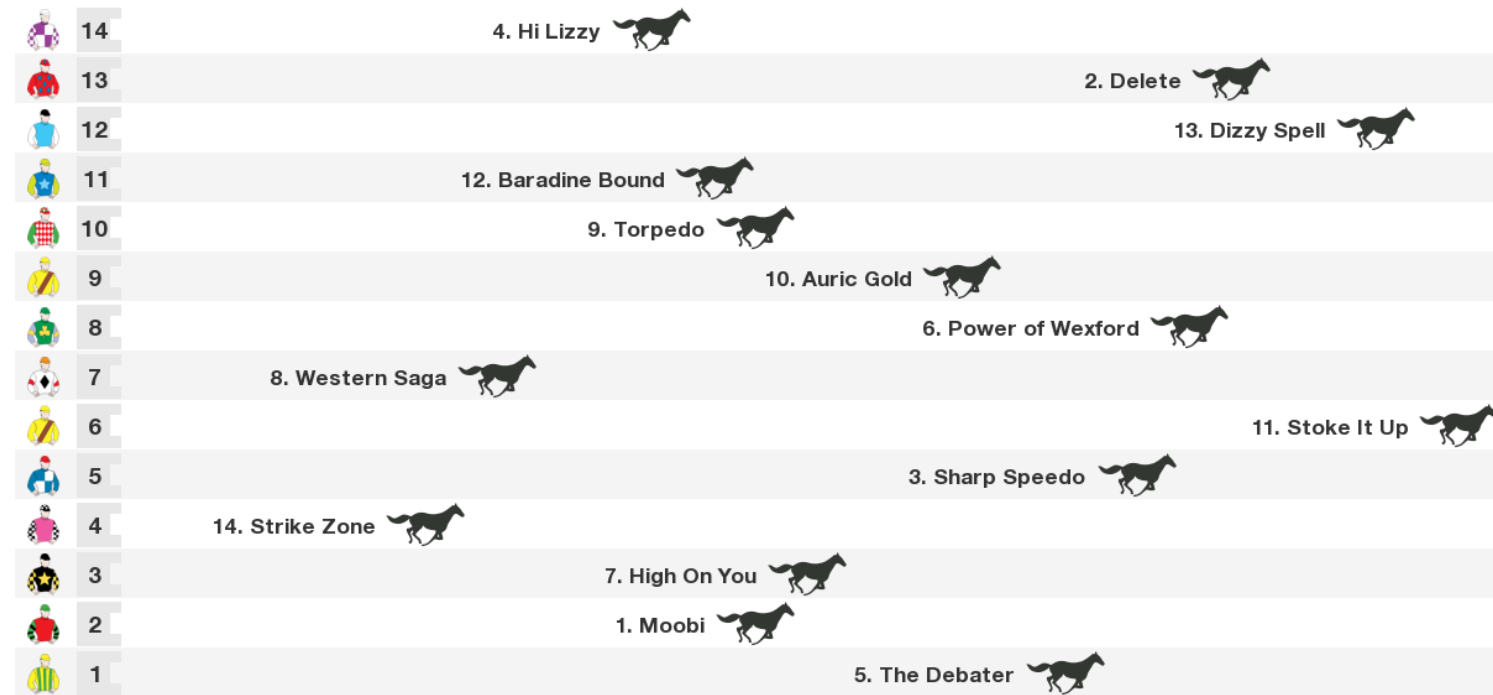 14 4. Hi Lizzy
13 2. Delete
12 13. Dizzy Spell
11 12. Baradine Bound
10 9. Torpedo
9 10. Auric Gold
8 6. Power of Wexford
7 8. Western Saga
6 11. Stoke It Up
5 3. Sharp Speedo
4 14. Strike Zone
3 7. High On You
2 1. Moobi
1 5. The Debater